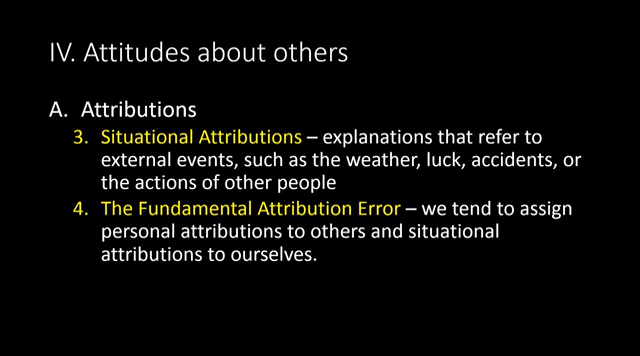 IV. Attitudes about others
A. Attributions
3. Situational Attributions – explanations that refer to
external events, such as the weather, luck, accidents, or
the actions of other people
4. The Fundamental Attribution Error – we tend to assign
personal attributions to others and situational
attributions to ourselves.